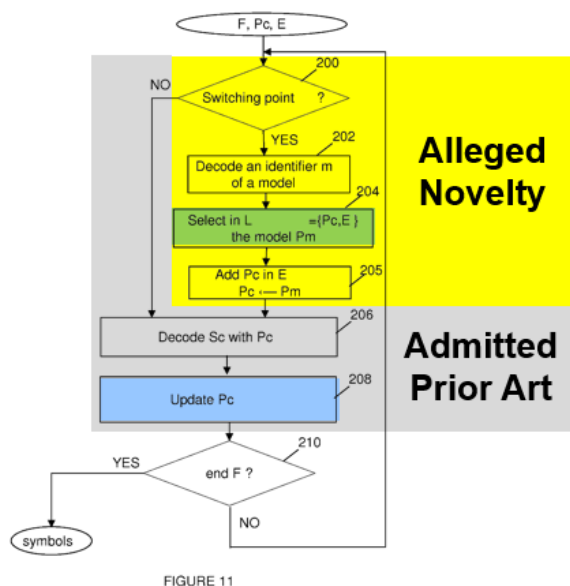 F, Pc, E
200
NO
Switching point ?
YES
202
Decode an identifier m
of a model
Alleged
Novelty
204
Select in L ={Pc,E }
the model Pm
205
Add Pc in E
Pc ← Pm
206
Decode Sc with Pc
Admitted
Prior Art
208
Update Pc
210
YES
end F ?
NO
symbols
FIGURE 11